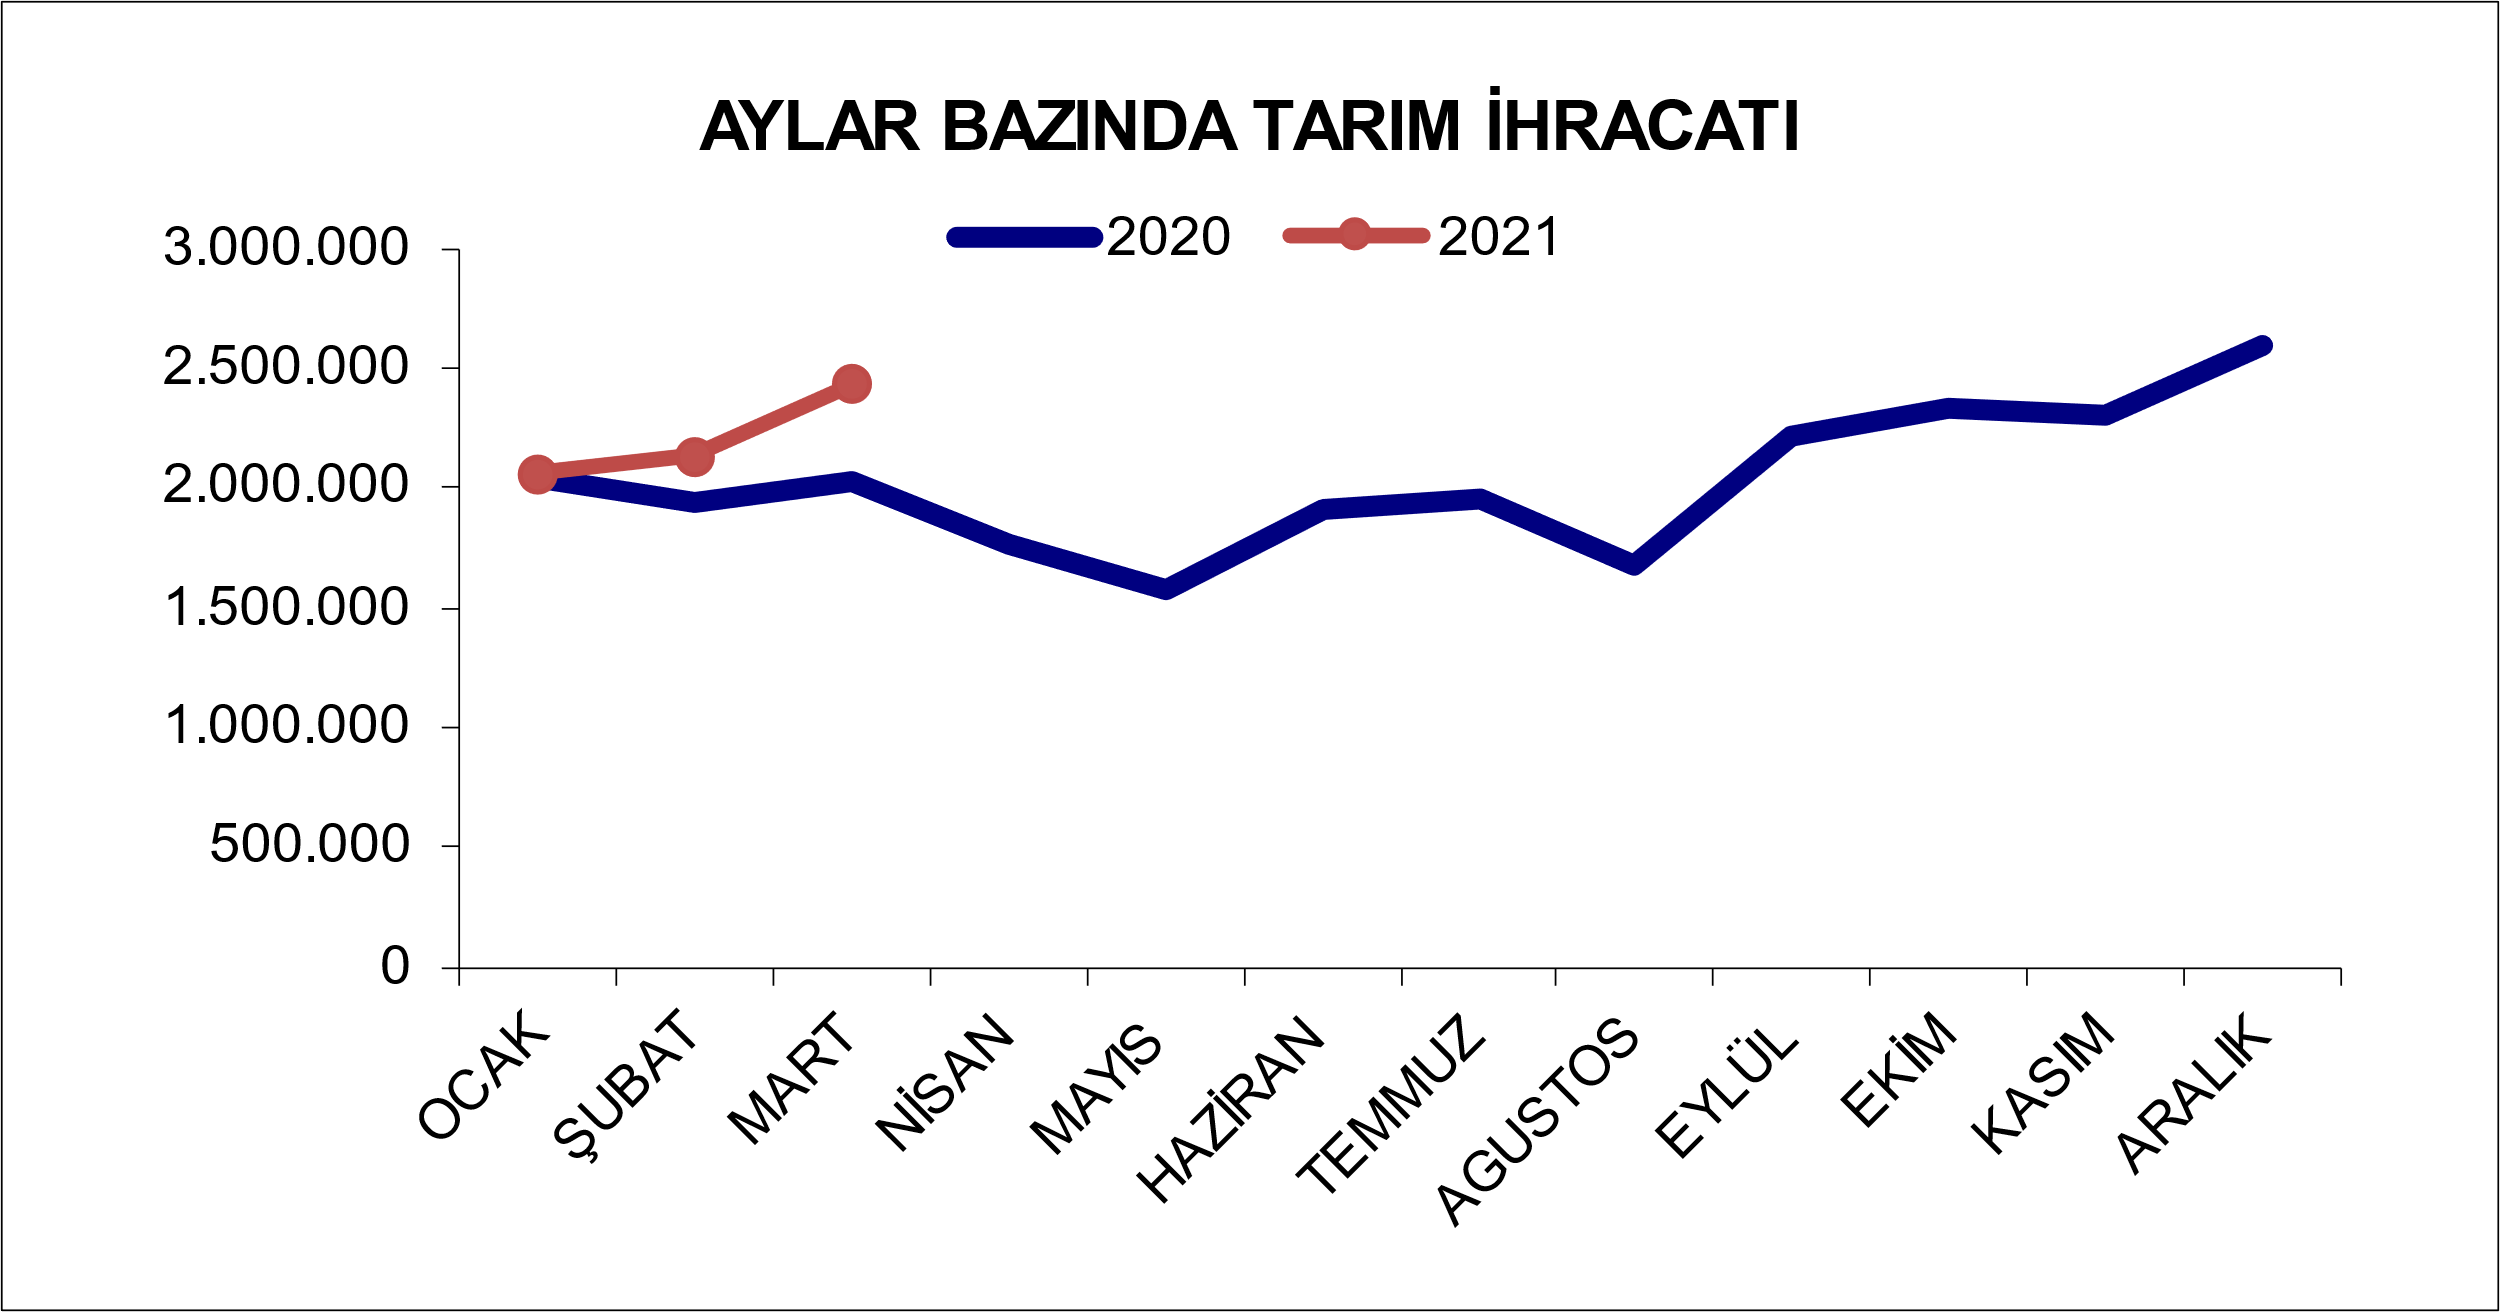 AYLAR BAZINDA TARIM İHRACATI
2020 2021
3.000.000
2.500.000
2.000.000
1.500.000
1.000.000
500.000
0
OCAK
ŞUBAT
MART
NİSAN
MAYIS
HAZİRAN
TEMMUZ
AGUSTOS
EYLÜL
EKİM
KASIM
ARALIK